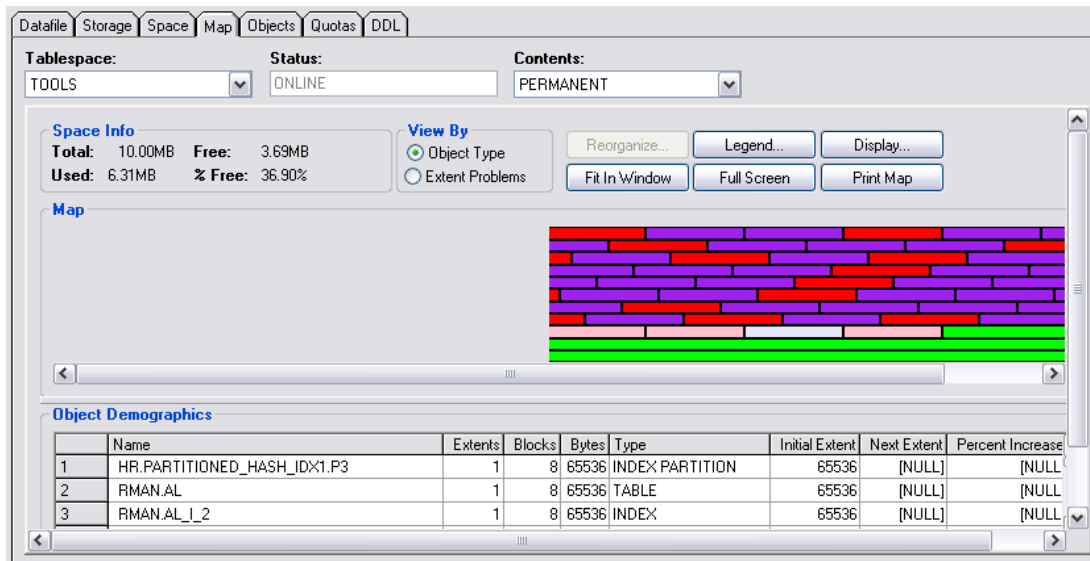 Datafile Storage Space Map Objects Quotas DDL
Tablespace: Status: Contents:
TOOLS ONLINE PERMANENT
Space Info View By
Total: 10.00MB Free: 3.69MB Object Type Reorganize... Legend... Display...
Used: 6.31MB % Free: 36.90% Extent Problems Fit In Window Full Screen Print Map
Map
Object Demographics
Name Extents Blocks Bytes Type Initial Extent Next Extent Percent Increase
1 HR.PARTITIONED_HASH_IDX1.P3 1 8 65536 INDEX PARTITION 65536 [NULL] [NULL
2 RMAN.AL 1 8 65536 TABLE 65536 [NULL] [NULL
3 RMAN.AL_I_2 1 8 65536 INDEX 65536 [NULL] [NULL